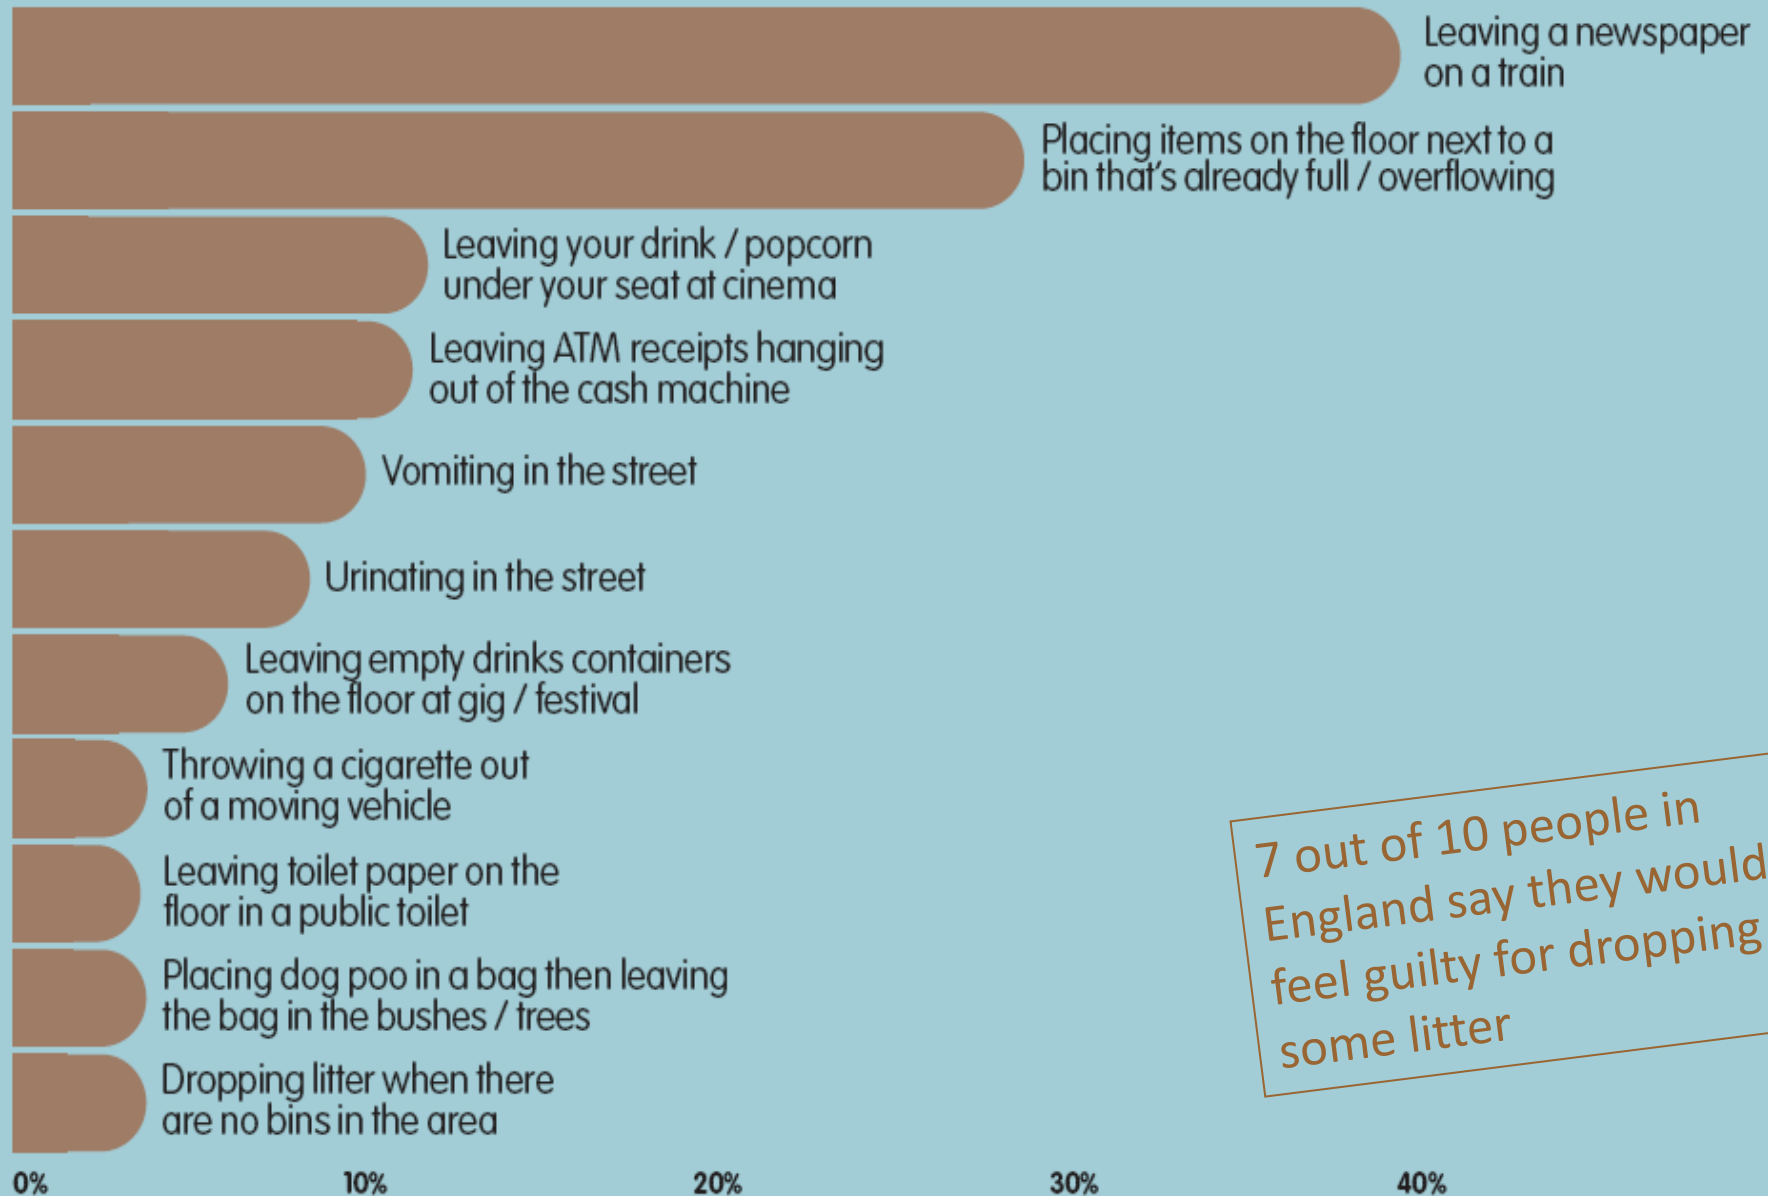 Leaving a newspaper
on a train
Placing items on the floor next to a
bin that's already full / overflowing
Leaving your drink / popcorn
under your seat at cinema
Leaving ATM receipts hanging
out of the cash machine
Vomiting in the street
Urinating in the street
Leaving empty drinks containers
on the floor at gig / festival
Throwing a cigarette out
of a moving vehicle
Leaving toilet paper on the
floor in a public toilet
Placing dog poo in a bag then leaving
the bag in the bushes / trees
Dropping litter when there
are no bins in the area
7 out of 10 people in
England say they would
feel guilty for dropping
some litter
0% 10% 20% 30% 40%